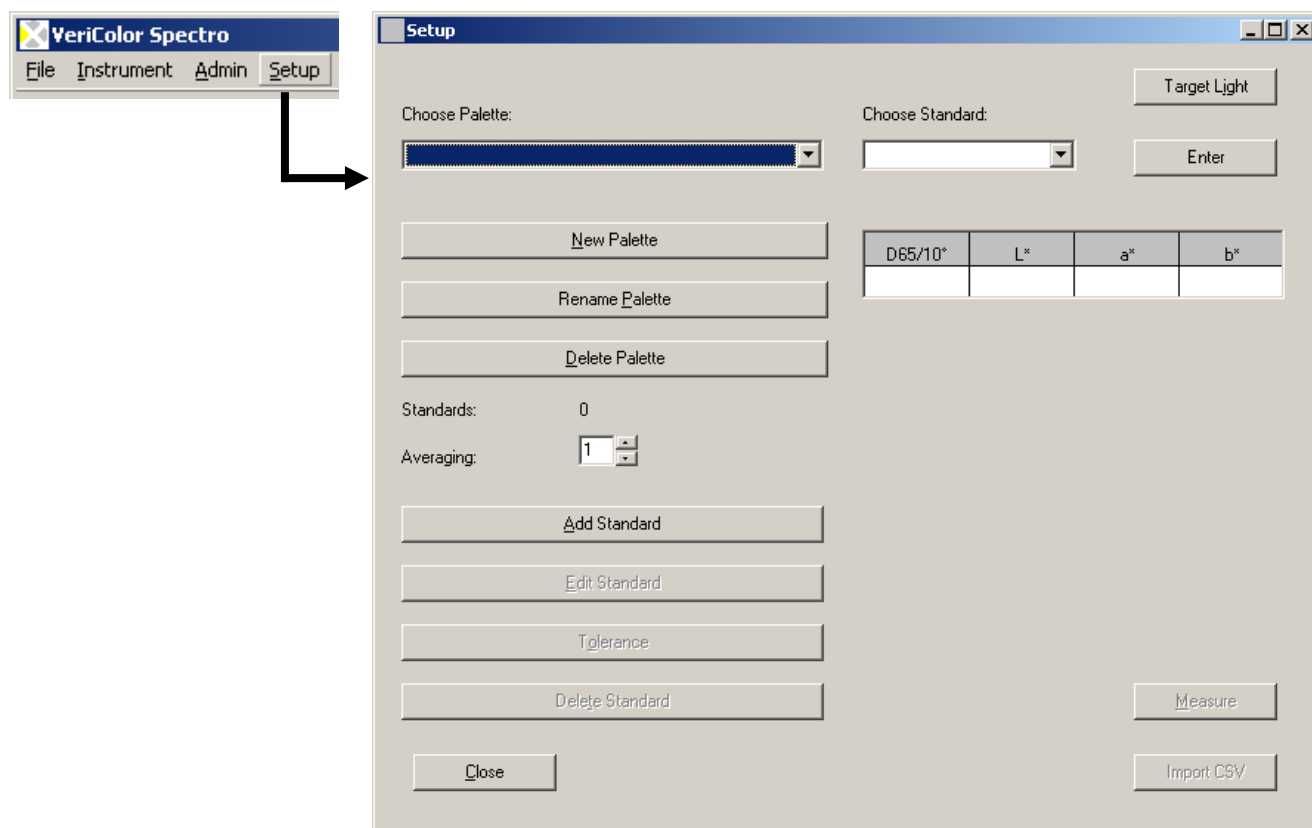 VeriColor Spectro
File Instrument Admin Setup
Setup
Target Light
Choose Palette:
Choose Standard:
Enter
New Palette
D65/10° L* a* b*
Rename Palette
Delete Palette
Standards: 0
Averaging: 1
Add Standard
Edit Standard
Tolerance
Delete Standard
Measure
Close
Import CSV